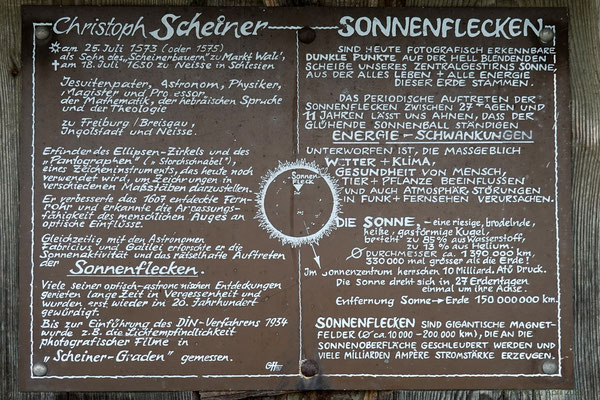 Christoph Scheiner
am 25. Juli 1573 (oder 1575)
als Sohn des „Scheinerbauern" zu Markt Wald,
† am 18. Juli 1650 zu Neisse in Schlesien
Jesuitenpater, Astronom, Physiker,
Magister und Professor
der Mathematik, der hebräischen Sprache
und der Theologie
zu Freiburg/Breisgau,
Ingolstadt und Neisse.
Erfinder des Ellipsen-Zirkels und des
„Pantographen" („Storchsnabel"),
eines Zeicheninstruments, das heute noch
verwendet wird, um Zeichnungen in
verschiedenen Maßstäben darzustellen.
Er verbesserte das 1607 entdeckte Fern-
rohr und erkannte die Anpassungs-
fähigkeit des menschlichen Auges an
optische Einflüsse.
Gleichzeitig mit den Astronomen
Fabricius und Galilei erforschte er die
Sonnenaktivität und das rätselhafte Auftreten
der Sonnenflecken.
Viele seiner optisch-astronomischen Entdeckungen
gerieten lange Zeit in Vergessenheit und
wurden erst wieder im 20. Jahrhundert
gewürdigt.
Bis zur Einführung des DIN-Verfahrens 1934
wurde z.B. die Lichtempfindlichkeit
photografischer Filme in
„Scheiner-Graden" gemessen.
Sonnen
Fleck
SONNENFLECKEN
SIND HEUTE FOTOGRAFISCH ERKENNBARE
DUNKLE PUNKTE AUF DER HELL BLENDENDEN
SCHEIBE UNSERES ZENTRALGESTIRNS SONNE,
AUS DER ALLES LEBEN + ALLE ENERGIE
DIESER ERDE STAMMEN.
DAS PERIODISCHE AUFTRETEN DER
SONNENFLECKEN ZWISCHEN 27 TAGEN UND
11 JAHREN LÄSST UNS AHNEN, DASS DER
GLÜHENDE SONNENBALL STÄNDIGEN
ENERGIE-SCHWANKUNGEN
UNTERWORFEN IST, DIE MASSGEBLICH
WETTER + KLIMA,
GESUNDHEIT VON MENSCH,
TIER + PFLANZE BEEINFLUSSEN
UND AUCH ATMOSPHÄR. STÖRUNGEN
IN FUNK + FERNSEHEN VERURSACHEN.
DIE SONNE, - eine riesige, brodelnde,
heiße, gasförmige Kugel,
besteht zu 85% aus Wasserstoff,
zu 13% aus Helium.
DURCHMESSER ca. 1 390 000 km.
330 000 mal grösser als die Erde!
Im Sonnenzentrum herrschen 10 Milliard. Atü Druck.
Die Sonne dreht sich in 27 Erdentagen
einmal um ihre Achse.
Entfernung Sonne → Erde 150 000 000 km.
SONNENFLECKEN SIND GIGANTISCHE MAGNET-
FELDER (Ø ca. 10 000 - 200 000 km), DIE AN DIE
SONNENOBERFLÄCHE GESCHLEUDERT WERDEN UND
VIELE MILLIARDEN AMPÈRE STROMSTÄRKE ERZEUGEN.